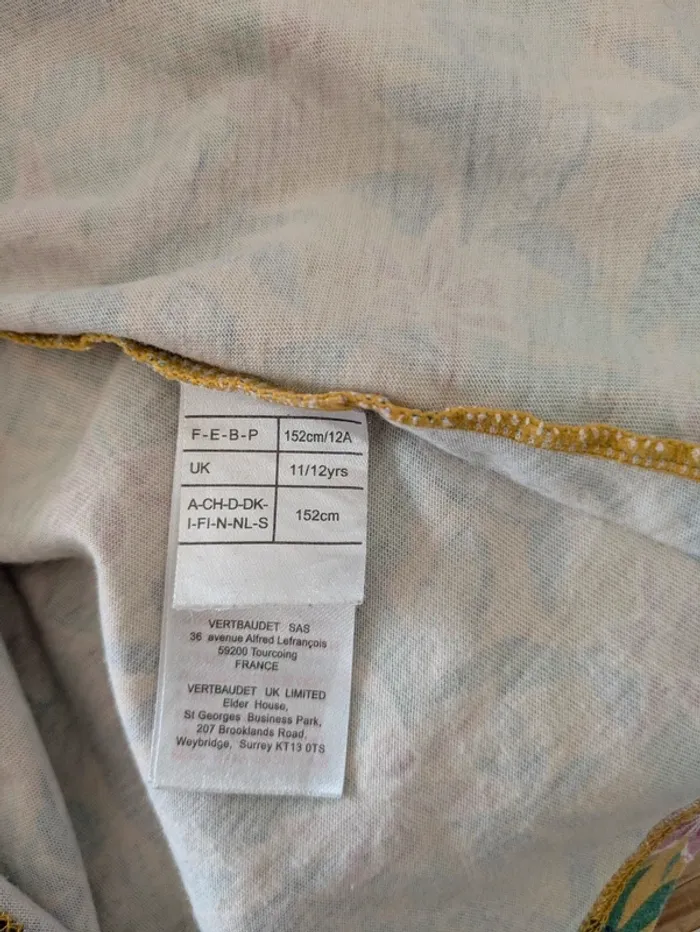 F-E-B-P 152cm/12A
UK 11/12yrs
A-CH-D-DK-
I-FI-N-NL-S 152cm
VERTBAUDET SAS
36 avenue Alfred Lefrançois
59200 Tourcoing
FRANCE
VERTBAUDET UK LIMITED
Elder House,
St Georges Business Park,
207 Brooklands Road,
Weybridge, Surrey KT13 0TS